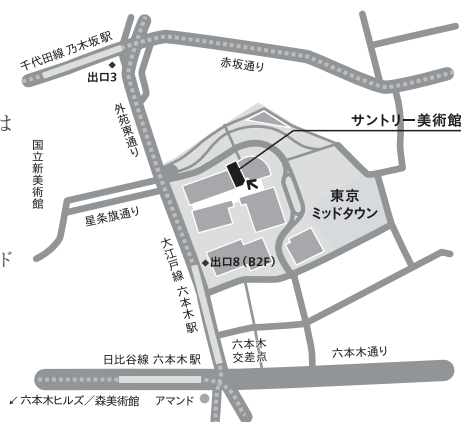 千代田線 乃木坂駅
出口3
赤坂通り
外苑東通り
は
サントリー美術館
国立新美術館
東京
ミッドタウン
星条旗通り
ド
大江戸線 六本木駅
出口8(B2F)
六本木
交差点
六本木通り
日比谷線 六本木駅
↙ 六本木ヒルズ/森美術館
アマンド